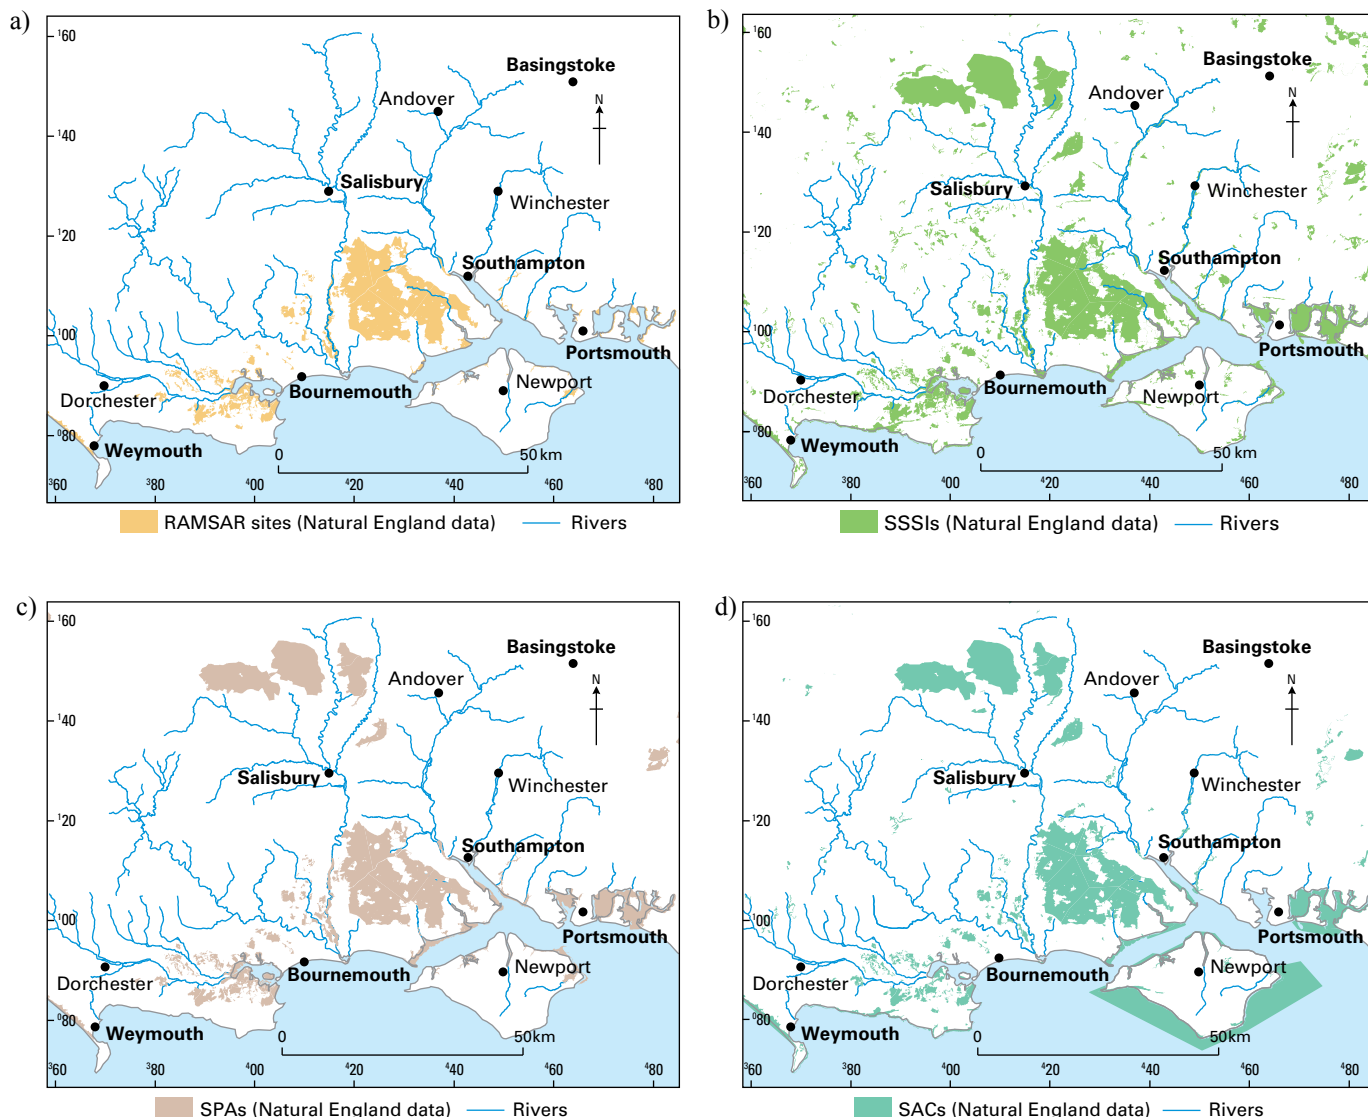 a)
¹60
Basingstoke
Andover
N
¹40
Salisbury
Winchester
¹20
Southampton
¹00
Portsmouth
Bournemouth
Newport
Dorchester
⁰80
Weymouth
0 50 km
³60 ³80 ⁴00 ⁴20 ⁴40 ⁴60 ⁴80
RAMSAR sites (Natural England data) Rivers
b)
¹60
Basingstoke
Andover
N
¹40
Salisbury
Winchester
¹20
Southampton
¹00
Portsmouth
Bournemouth
Newport
Dorchester
⁰80
Weymouth
0 50 km
³60 ³80 ⁴00 ⁴20 ⁴40 ⁴60 ⁴80
SSSIs (Natural England data) Rivers
c)
¹60
Basingstoke
Andover
N
¹40
Salisbury
Winchester
¹20
Southampton
¹00
Portsmouth
Bournemouth
Newport
Dorchester
⁰80
Weymouth
0 50 km
³60 ³80 ⁴00 ⁴20 ⁴40 ⁴60 ⁴80
SPAs (Natural England data) Rivers
d)
¹60
Basingstoke
Andover
N
¹40
Salisbury
Winchester
¹20
Southampton
¹00
Portsmouth
Bournemouth
Newport
Dorchester
⁰80
Weymouth
0 50 km
³60 ³80 ⁴00 ⁴20 ⁴40 ⁴60 ⁴80
SACs (Natural England data) Rivers